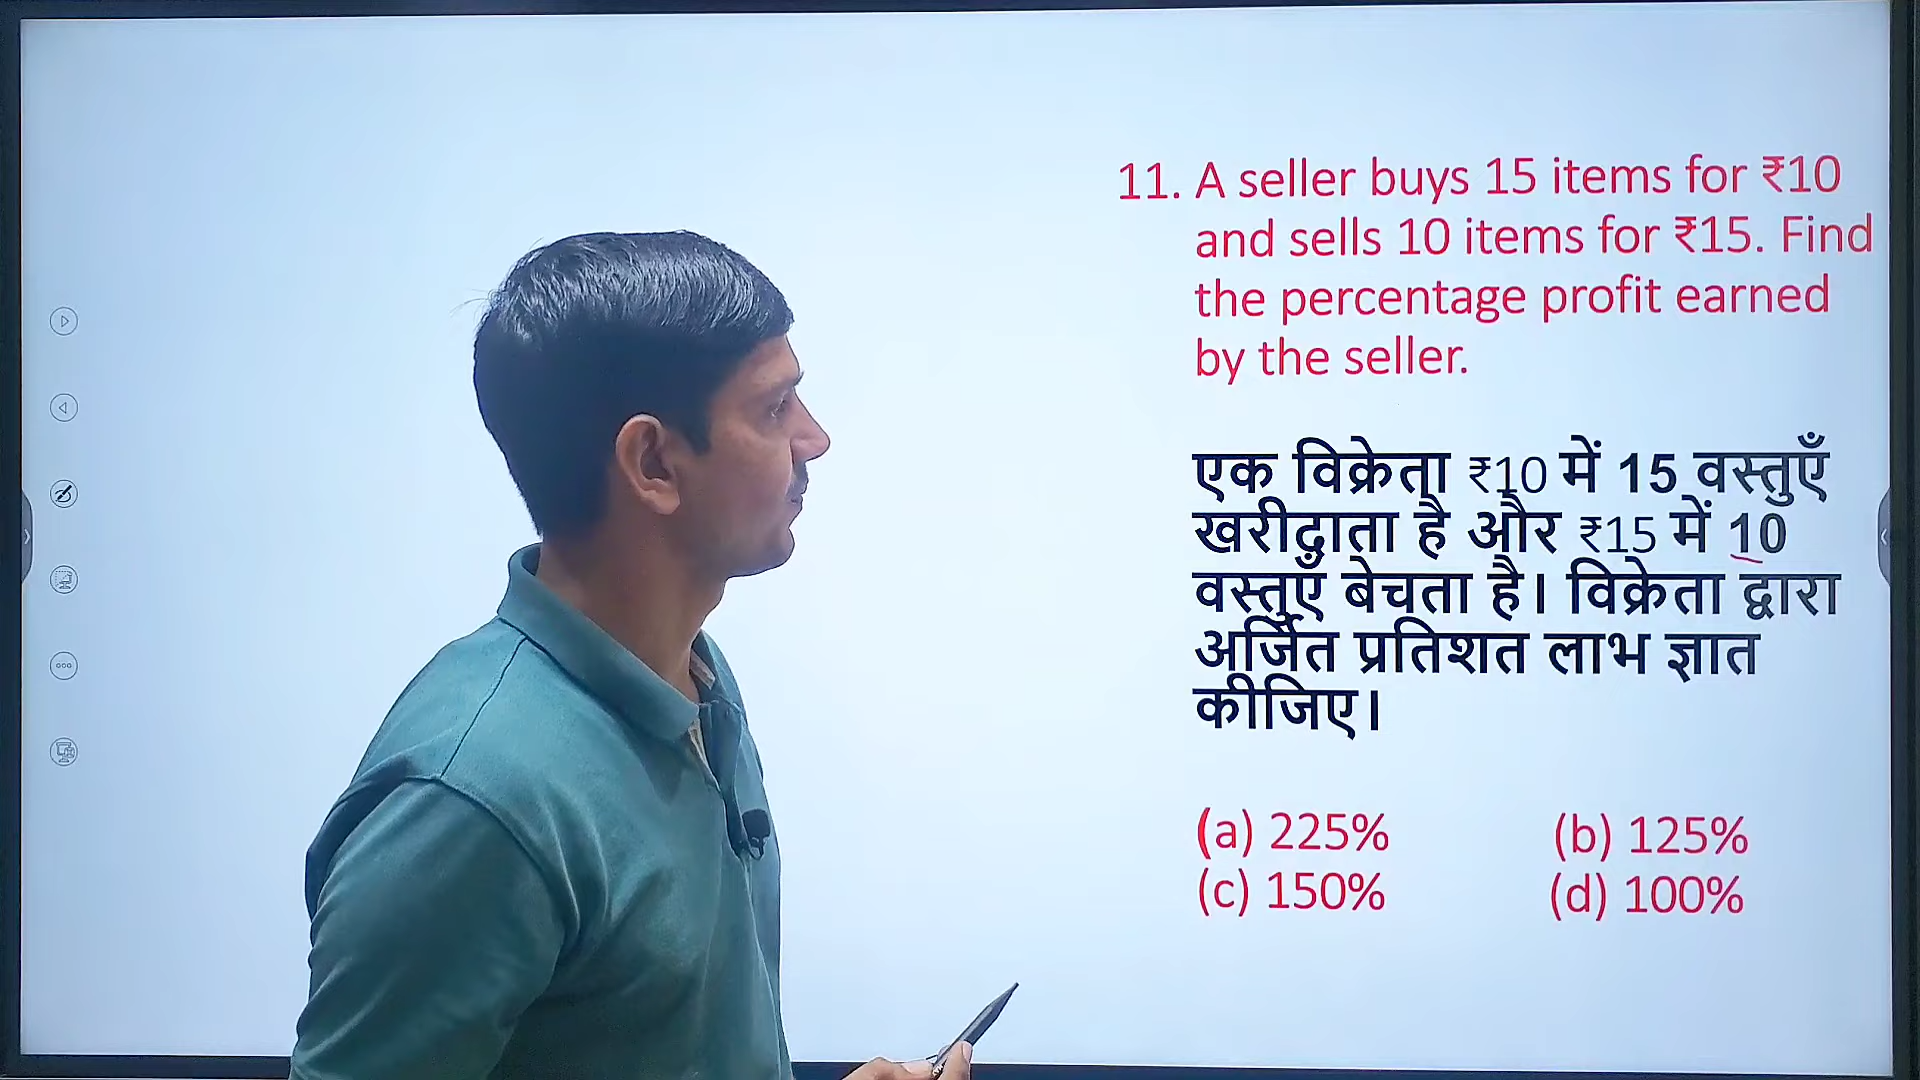 11. A seller buys 15 items for ₹10
and sells 10 items for ₹15. Find
the percentage profit earned
by the seller.
एक विक्रेता ₹10 में 15 वस्तुएँ
खरीदाता है और ₹15 में 10
वस्तुएँ बेचता है। विक्रेता द्वारा
अर्जित प्रतिशत लाभ ज्ञात
कीजिए।
(a) 225% (b) 125%
(c) 150% (d) 100%